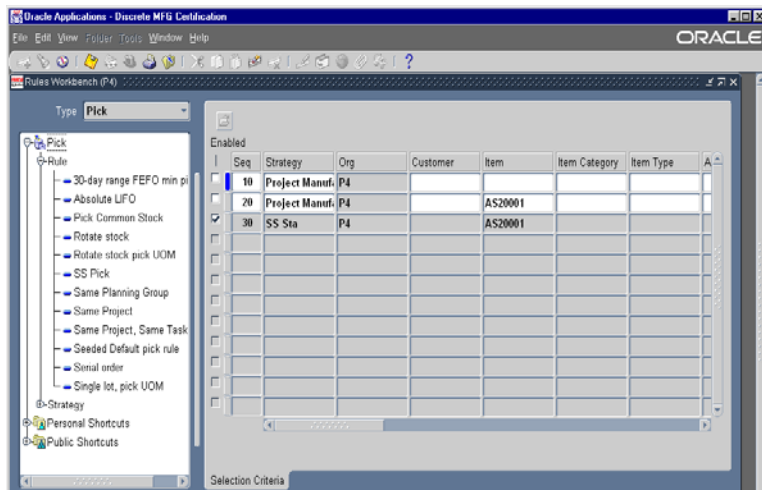 Oracle Applications - Discrete MFG Certification
File Edit View Folder Tools Window Help
ORACLE
Rules Workbench (P4)
Type Pick
Pick
Rule
30-day range FEFO min pi
Absolute LIFO
Pick Common Stock
Rotate stock
Rotate stock pick UOM
SS Pick
Same Planning Group
Same Project
Same Project, Same Task
Seeded Default pick rule
Serial order
Single lot, pick UOM
Strategy
Personal Shortcuts
Public Shortcuts
Enabled
Seq Strategy Org Customer Item Item Category Item Type A
10 Project Manufa P4
20 Project Manufa P4 AS20001
30 SS Sta P4 AS20001
Selection Criteria